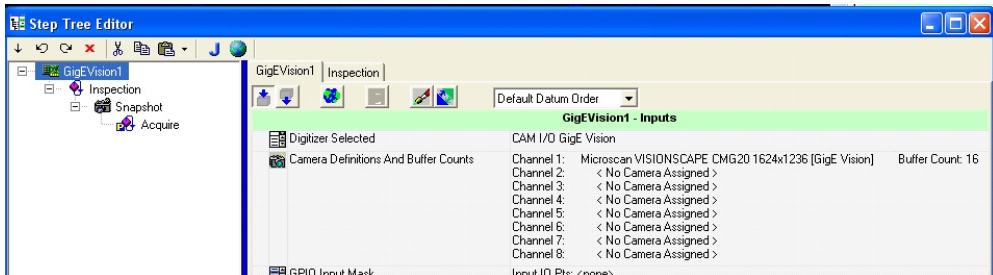 Step Tree Editor
J
GigEVision1
Inspection
Snapshot
Acquire
GigEVision1 Inspection
Default Datum Order
GigEVision1 - Inputs
Digitizer Selected CAM I/O GigE Vision
Camera Definitions And Buffer Counts Channel 1: Microscan VISIONSCAPE CMG20 1624x1236 [GigE Vision] Buffer Count: 16
Channel 2: < No Camera Assigned >
Channel 3: < No Camera Assigned >
Channel 4: < No Camera Assigned >
Channel 5: < No Camera Assigned >
Channel 6: < No Camera Assigned >
Channel 7: < No Camera Assigned >
Channel 8: < No Camera Assigned >
GPIO Input Mask Input IO Pts: <none>